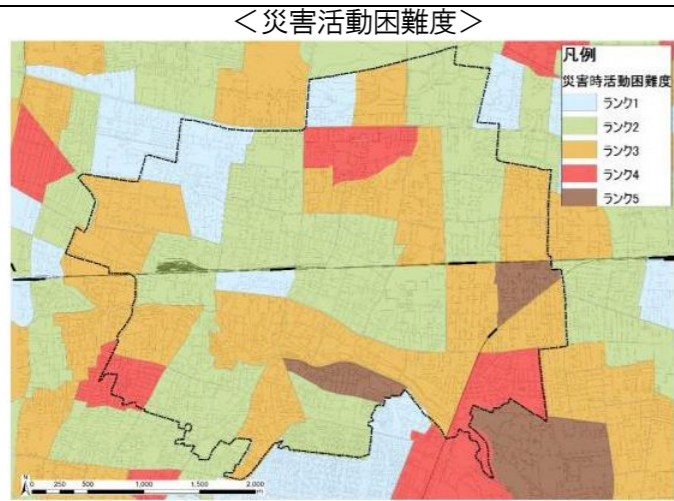 ＜災害活動困難度＞
凡例
災害時活動困難度
ランク1
ランク2
ランク3
ランク4
ランク5
N
0 250 500 1,000 1,500 2,000
m